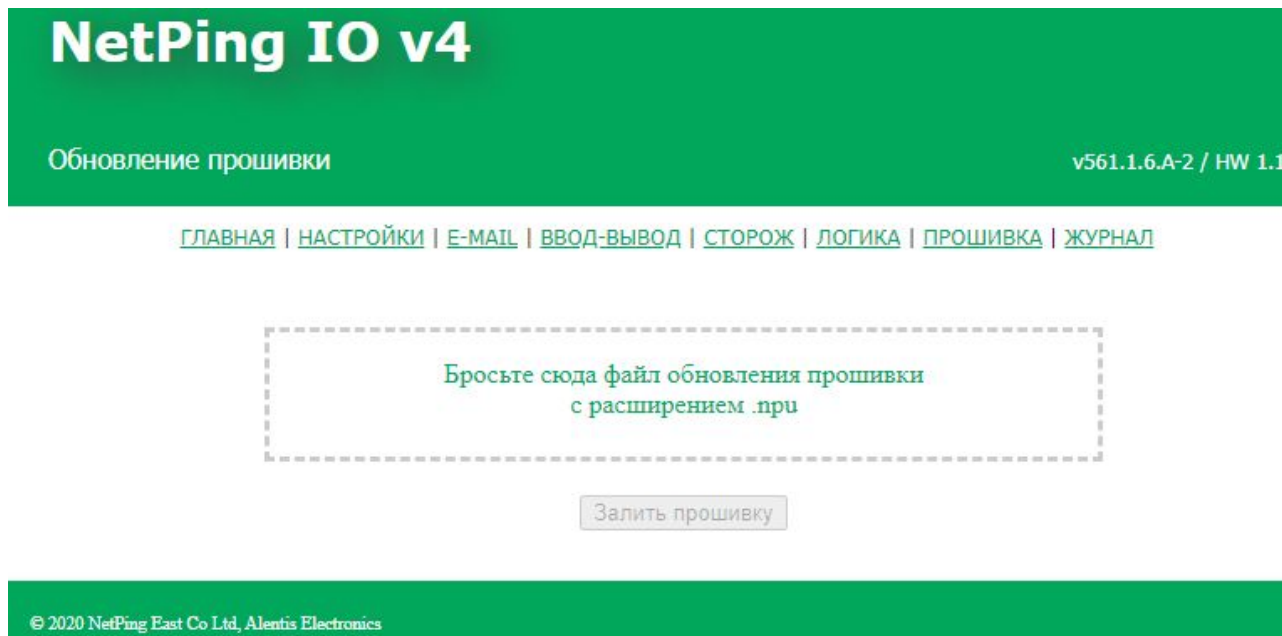 NetPing IO v4
Обновление прошивки
v561.1.6.A-2 / HW 1.1
ГЛАВНАЯ | НАСТРОЙКИ | E-MAIL | ВВОД-ВЫВОД | СТОРОЖ | ЛОГИКА | ПРОШИВКА | ЖУРНАЛ
Бросьте сюда файл обновления прошивки
с расширением .npu
Залить прошивку
© 2020 NetPing East Co Ltd, Alentis Electronics